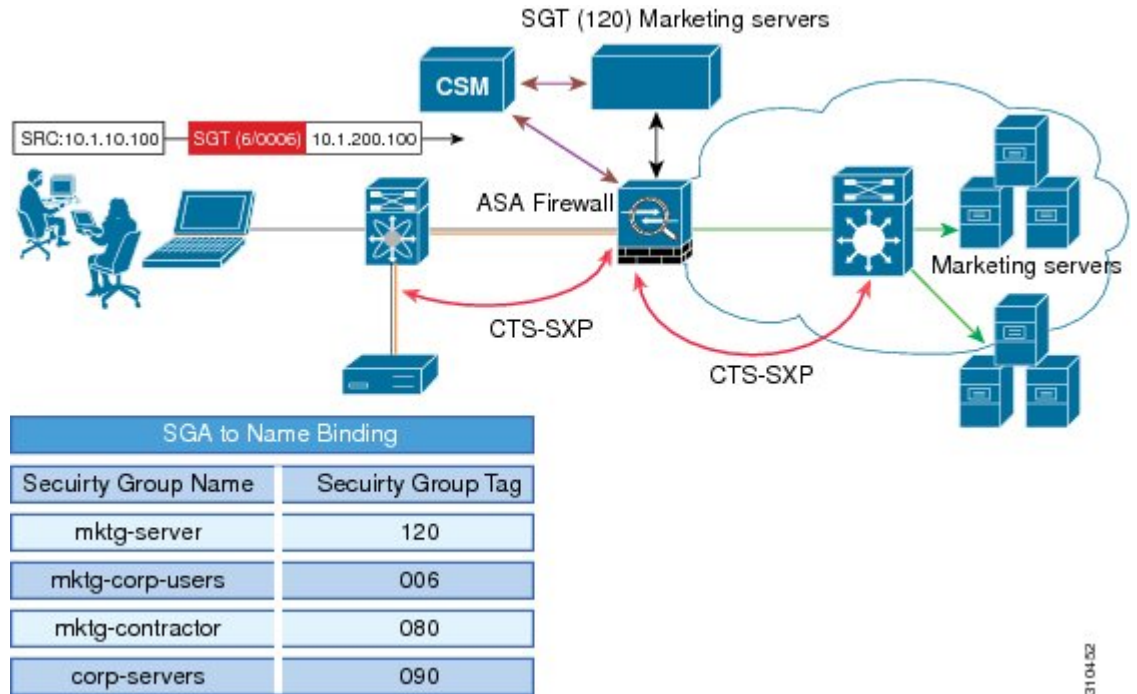 SGT (120) Marketing servers
CSM
SRC:10.1.10.100 SGT (6/0006) 10.1.200.100
ASA Firewall
Marketing servers
CTS-SXP
CTS-SXP
SGA to Name Binding
Secuirty Group Name Secuirty Group Tag
mktg-server 120
mktg-corp-users 006
mktg-contractor 080
corp-servers 090
310452